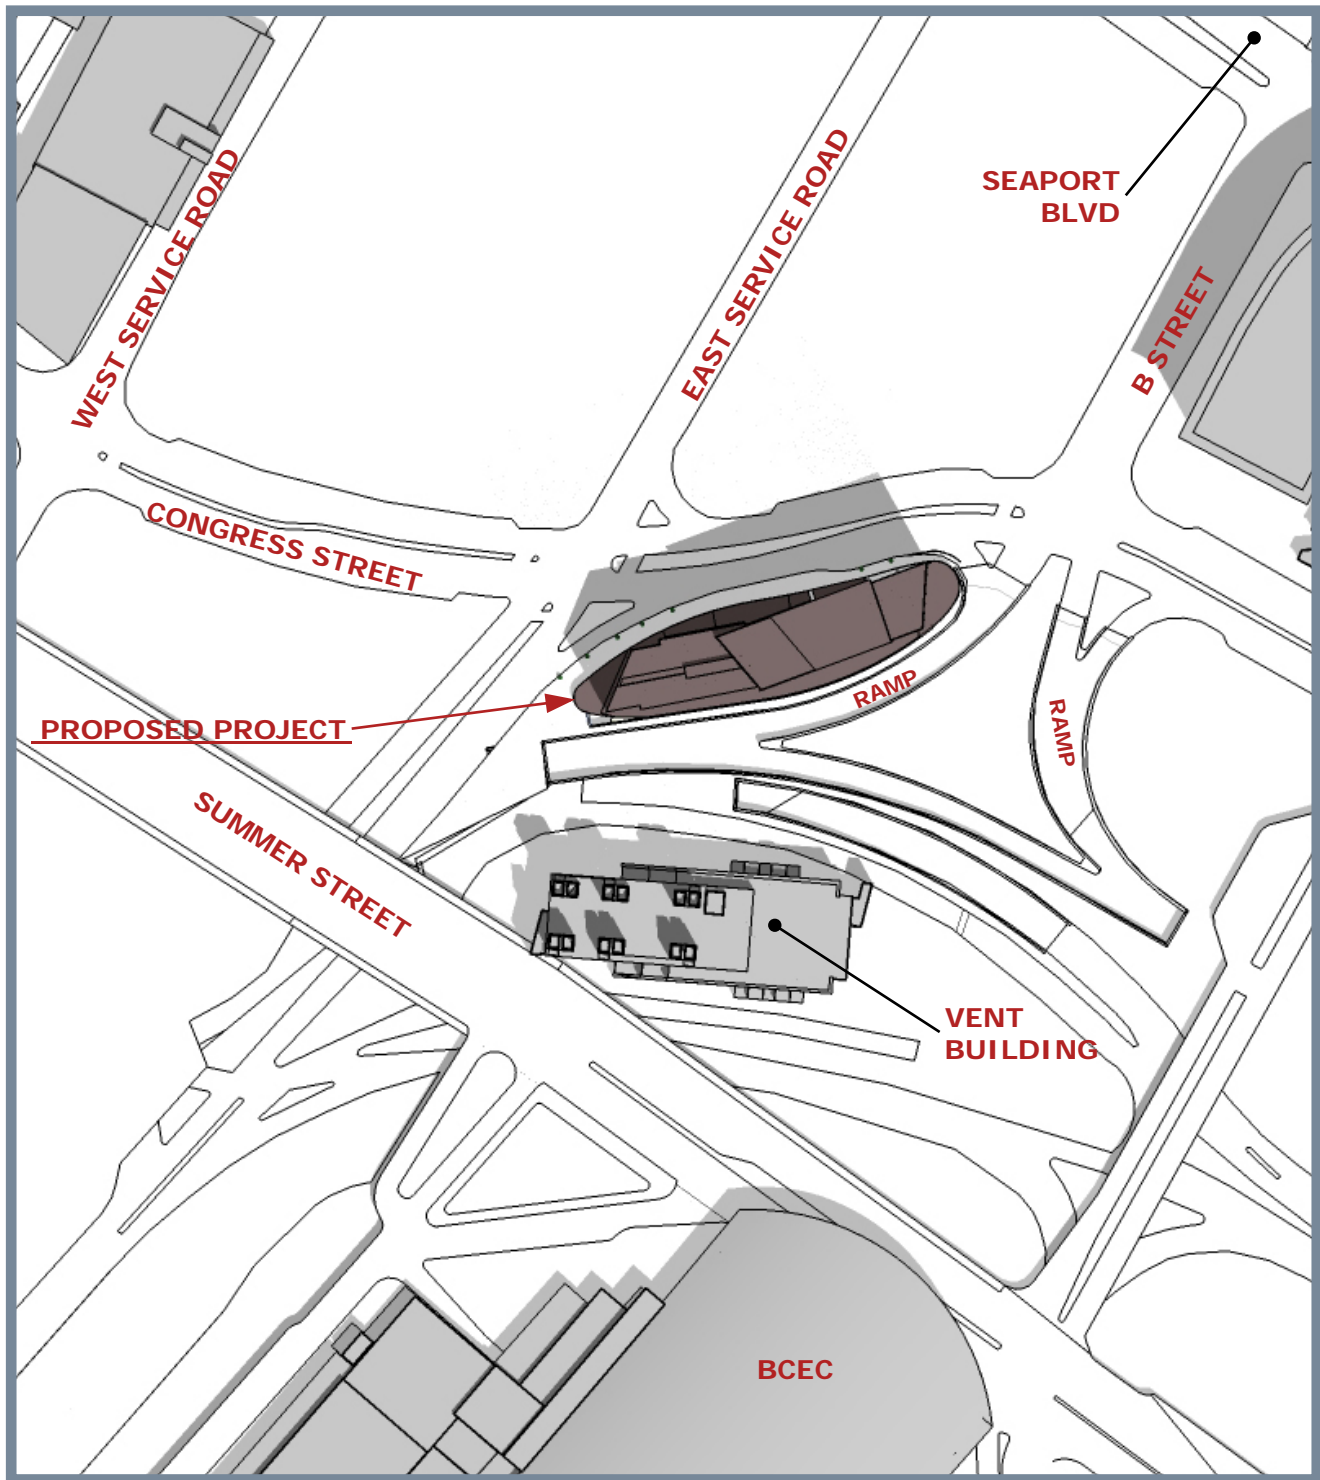 SEAPORT
BLVD
WEST SERVICE ROAD
EAST SERVICE ROAD
B STREET
CONGRESS STREET
RAMP
RAMP
PROPOSED PROJECT
SUMMER STREET
VENT
BUILDING
BCEC